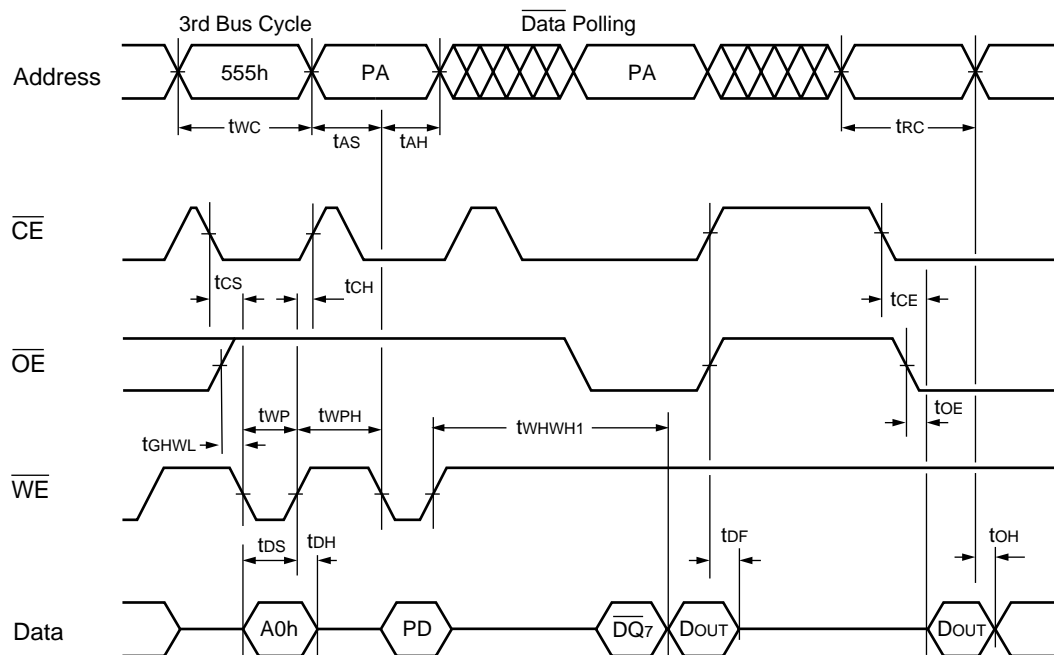 3rd Bus Cycle
Data Polling
Address
555h
PA
PA
tWC
tAS
tAH
tRC
CE
tCS
tCH
tCE
OE
tWP
tWPH
tWHWH1
tOE
tGHWL
WE
tDS
tDH
tDF
tOH
Data
A0h
PD
DQ7
DOUT
DOUT